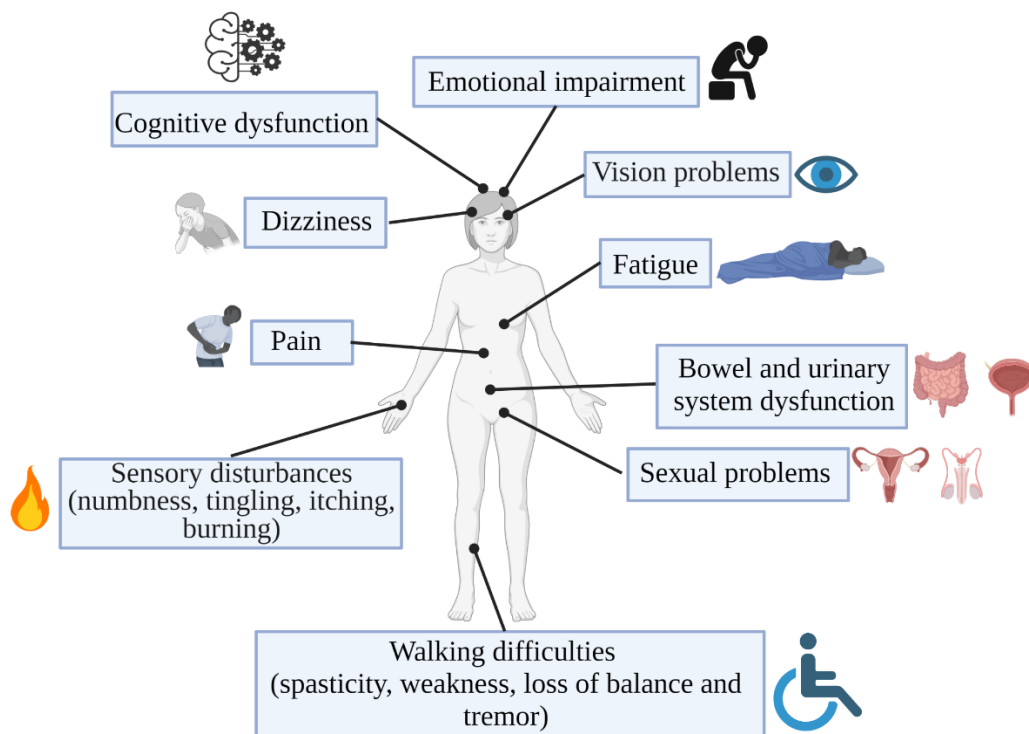 Emotional impairment
Cognitive dysfunction
Vision problems
Dizziness
Fatigue
Pain
Bowel and urinary
system dysfunction
Sexual problems
Sensory disturbances
(numbness, tingling, itching,
burning)
Walking difficulties
(spasticity, weakness, loss of balance and
tremor)